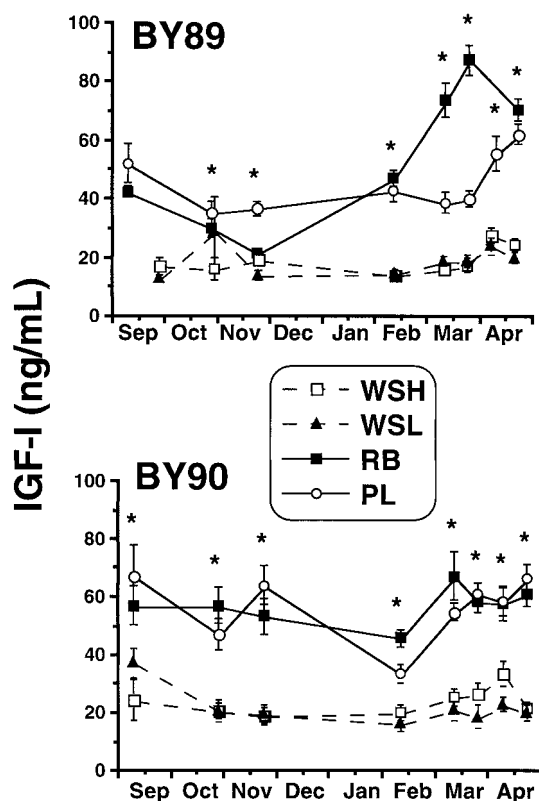 BY89
100
80
60
40
20
0
* * * * * * *
Sep Oct Nov Dec Jan Feb Mar Apr
IGF-I (ng/mL)
WSH
WSL
RB
PL
BY90
100
80
60
40
20
0
* * * * * * * *
Sep Oct Nov Dec Jan Feb Mar Apr